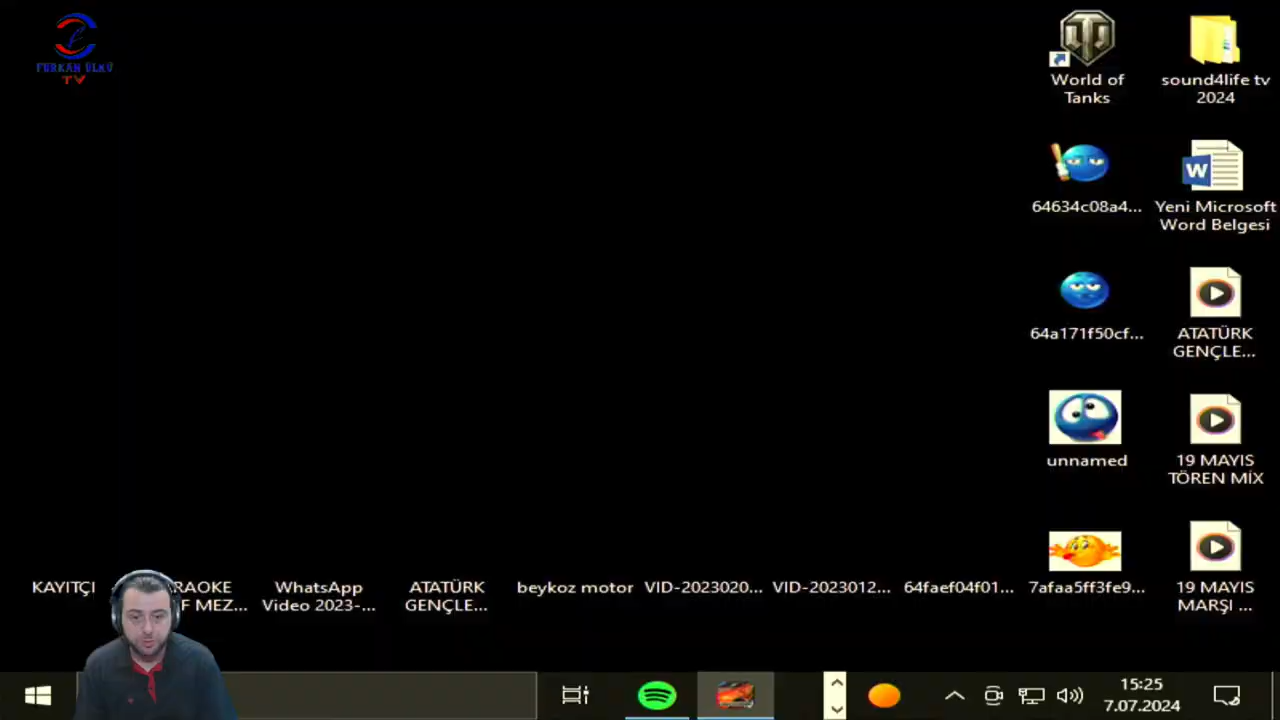 FURKAN ÜLKÜ
TV
World of
Tanks
sound4life tv
2024
64634c08a4...
Yeni Microsoft
Word Belgesi
64a171f50cf...
ATATÜRK
GENÇLE...
unnamed
19 MAYIS
TÖREN MİX
KAYITÇI
RAOKE
F MEZ...
WhatsApp
Video 2023-...
ATATÜRK
GENÇLE...
beykoz motor
VID-2023020...
VID-2023012...
64faef04f01...
7afaa5ff3fe9...
19 MAYIS
MARŞI ...
15:25
7.07.2024